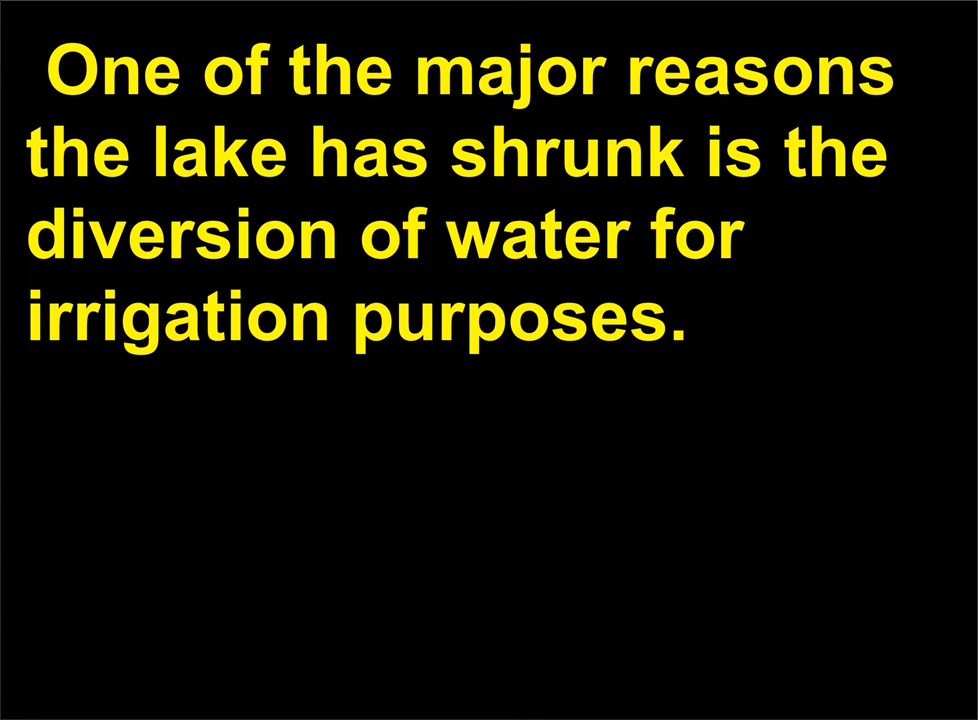 One of the major reasons
the lake has shrunk is the
diversion of water for
irrigation purposes.